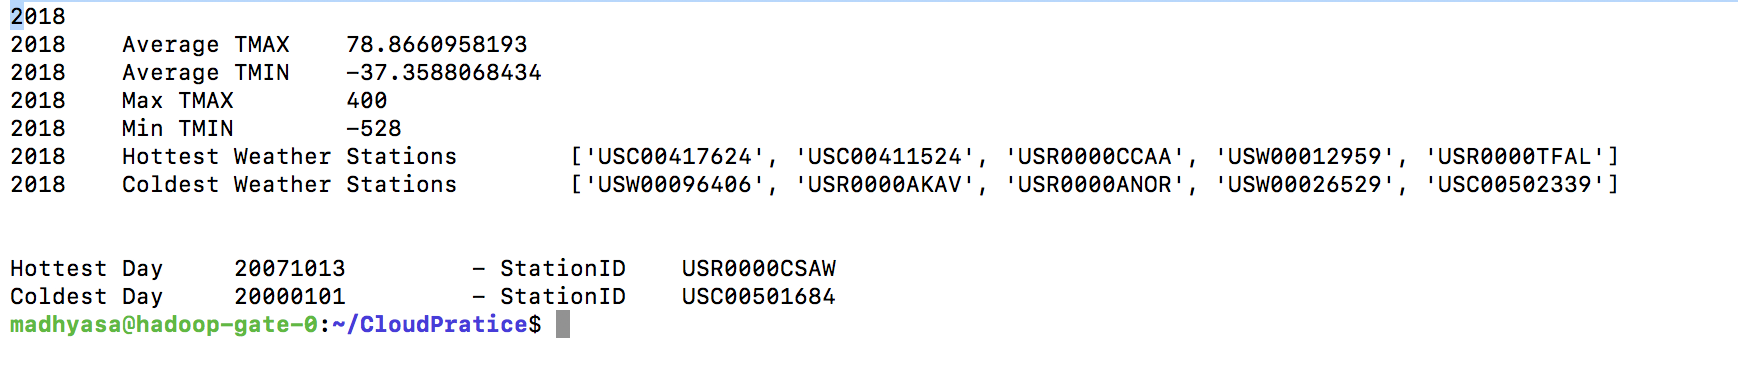 2018
2018    Average TMAX    78.8660958193
2018    Average TMIN    -37.3588068434
2018    Max TMAX        400
2018    Min TMIN        -528
2018    Hottest Weather Stations        ['USC00417624', 'USC00411524', 'USR0000CCAA', 'USW00012959', 'USR0000TFAL']
2018    Coldest Weather Stations        ['USW00096406', 'USR0000AKAV', 'USR0000ANOR', 'USW00026529', 'USC00502339']
Hottest Day     20071013         - StationID    USR0000CSAW
Coldest Day     20000101         - StationID    USC00501684
madhyasa@hadoop-gate-0:~/CloudPratice$